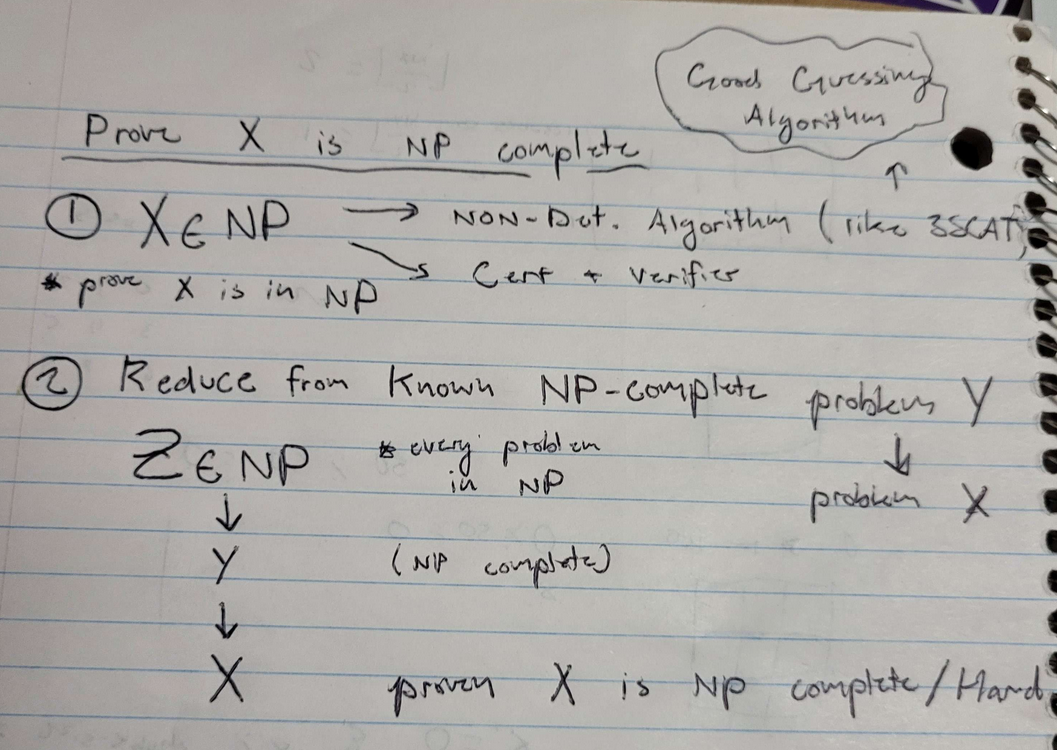 Good Guessing
Algorithm
Prove X is NP complete
① X ∈ NP → NON-Det. Algorithm (like 3SCAT)
↘ Cert + Verifier
* prove X is in NP
② Reduce from Known NP-complete problem Y
↓
problem X
Z ∈ NP * every problem
in NP
↓
Y (NP complete)
↓
X proven X is NP complete/Hard